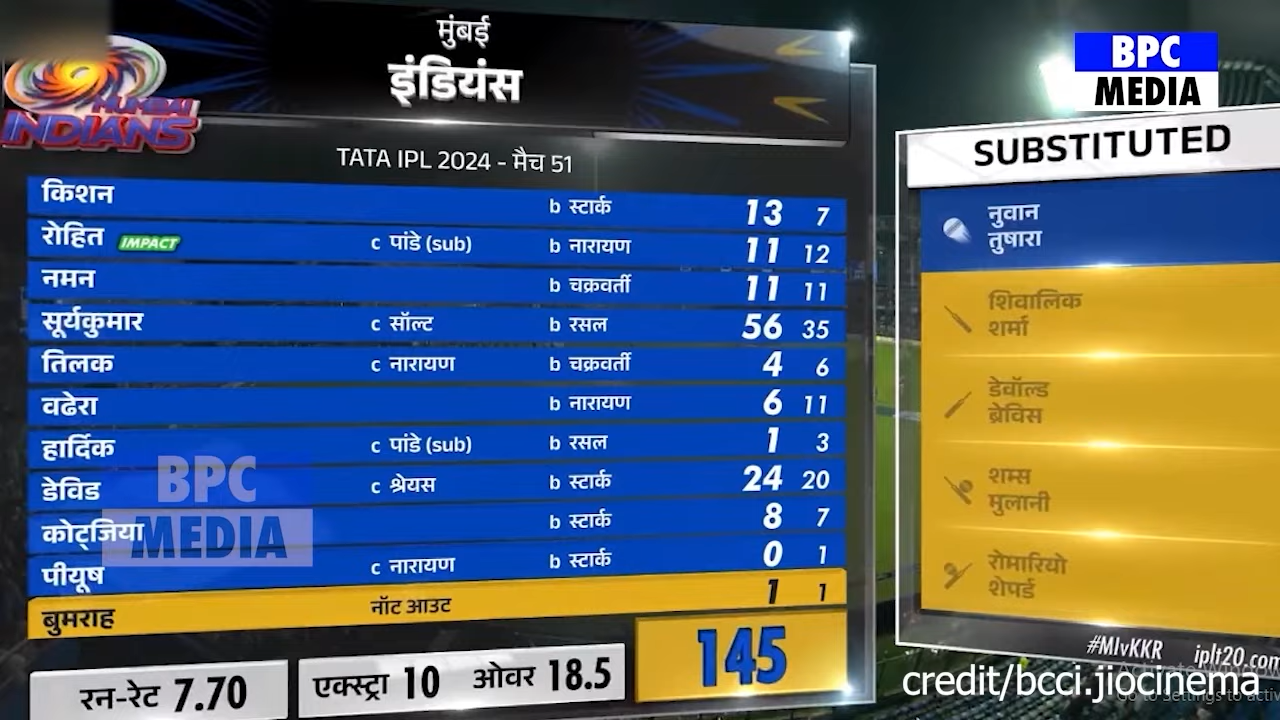 मुंबई
इंडियंस
MUMBAI
INDIANS
TATA IPL 2024 - मैच 51
किशन b स्टार्क 13 7
रोहित IMPACT c पांडे (sub) b नारायण 11 12
नमन b चक्रवर्ती 11 11
सूर्यकुमार c सॉल्ट b रसल 56 35
तिलक c नारायण b चक्रवर्ती 4 6
वढेरा b नारायण 6 11
हार्दिक c पांडे (sub) b रसल 1 3
डेविड c श्रेयस b स्टार्क 24 20
कोट्जिया b स्टार्क 8 7
पीयूष c नारायण b स्टार्क 0 1
बुमराह नॉट आउट 1 1
रन-रेट 7.70 एक्स्ट्रा 10 ओवर 18.5 145
BPC
MEDIA
BPC
MEDIA
SUBSTITUTED
नुवान
तुषारा
शिवालिक
शर्मा
डेवॉल्ड
ब्रेविस
शम्स
मुलानी
रोमारियो
शेपर्ड
#MIvKKR iplt20.com
credit/bcci.jiocinema